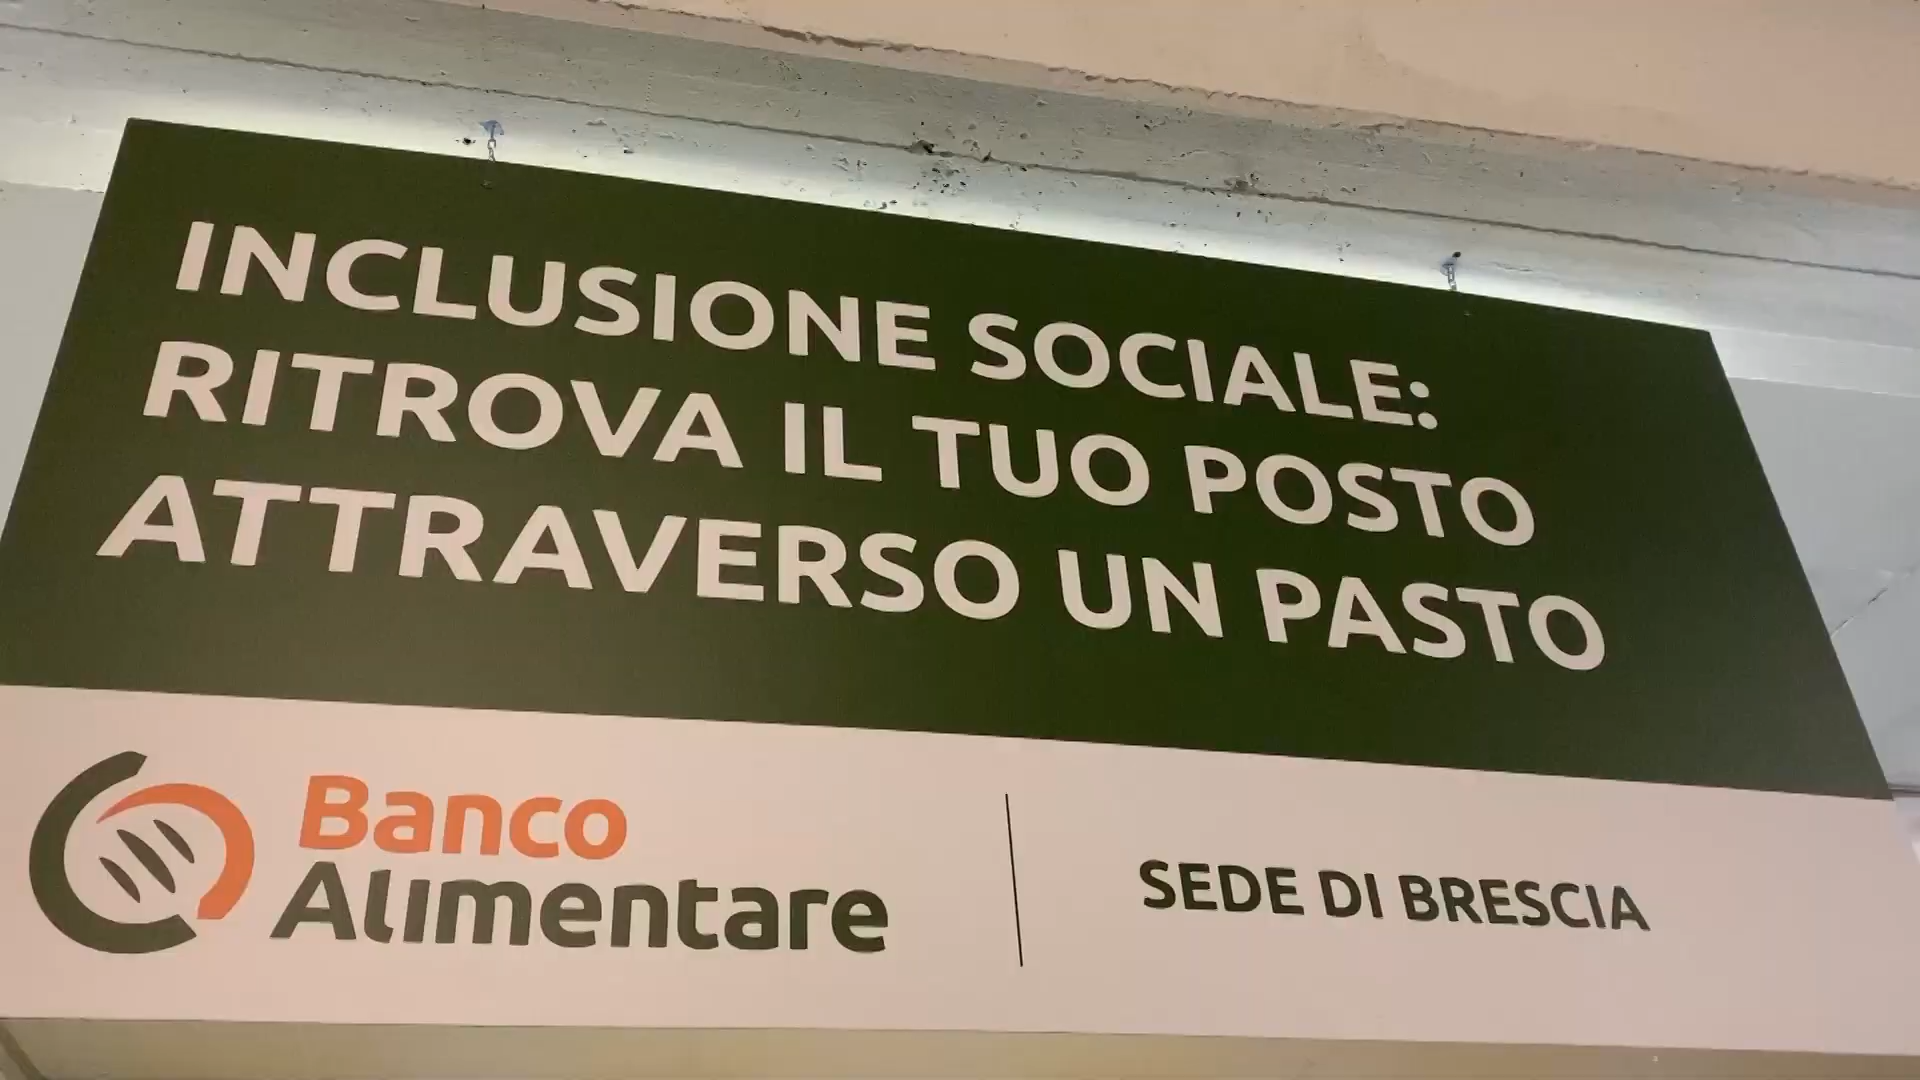 INCLUSIONE SOCIALE:
RITROVA IL TUO POSTO
ATTRAVERSO UN PASTO
Banco
Alimentare
SEDE DI BRESCIA